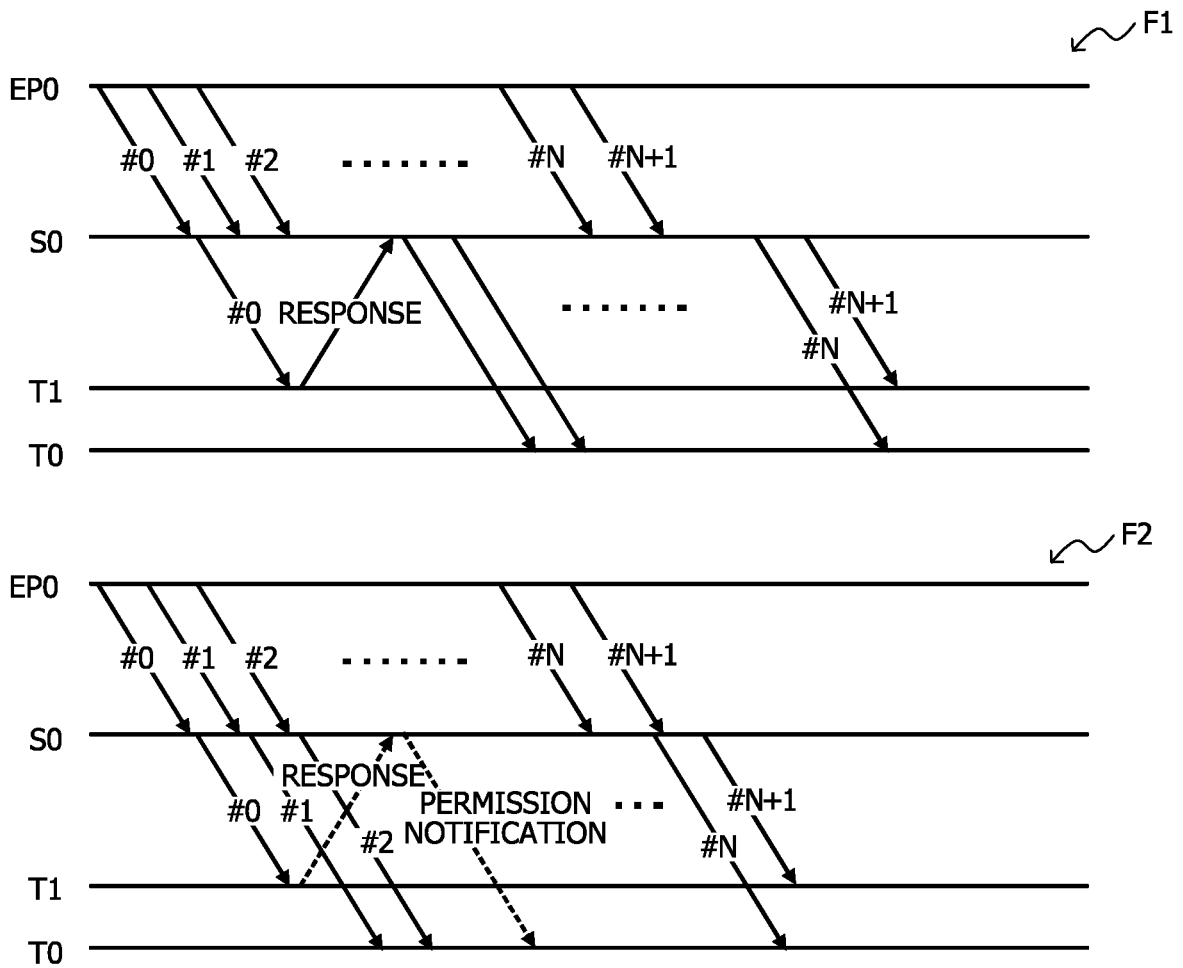 F1
EP0
#0 #1 #2 ....... #N #N+1
S0
#0 RESPONSE ....... #N+1
#N
T1
T0
F2
EP0
#0 #1 #2 ....... #N #N+1
S0
RESPONSE
#0 #1 PERMISSION ... #N+1
#2 NOTIFICATION #N
T1
T0